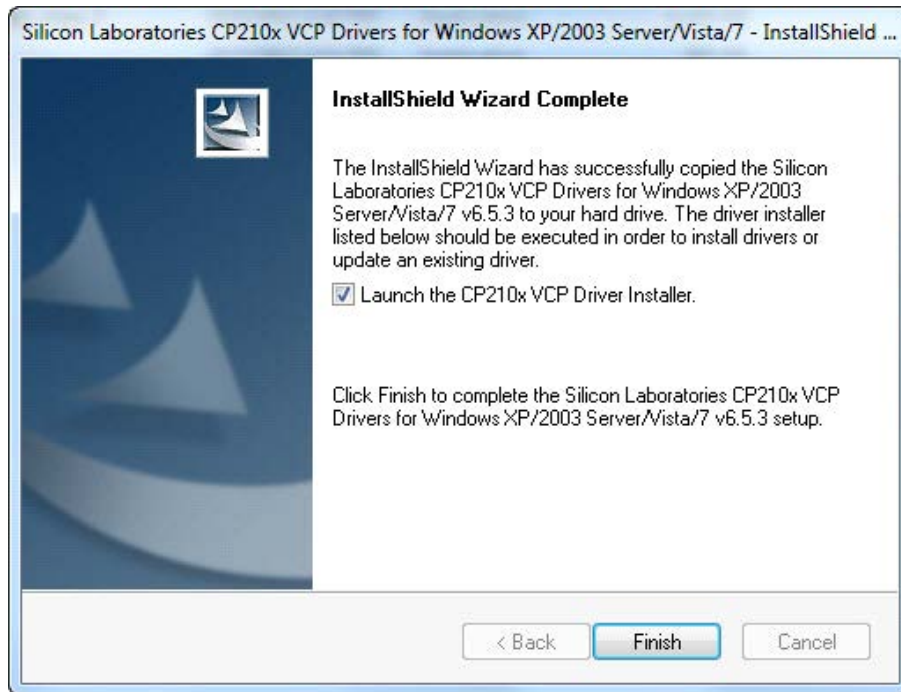 Silicon Laboratories CP210x VCP Drivers for Windows XP/2003 Server/Vista/7 - InstallShield ...
InstallShield Wizard Complete
The InstallShield Wizard has successfully copied the Silicon
Laboratories CP210x VCP Drivers for Windows XP/2003
Server/Vista/7 v6.5.3 to your hard drive. The driver installer
listed below should be executed in order to install drivers or
update an existing driver.
Launch the CP210x VCP Driver Installer.
Click Finish to complete the Silicon Laboratories CP210x VCP
Drivers for Windows XP/2003 Server/Vista/7 v6.5.3 setup.
< Back Finish Cancel